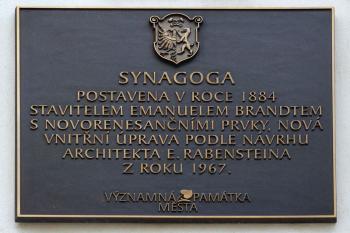 SYNAGOGA
POSTAVENA V ROCE 1884
STAVITELEM EMANUELEM BRANDTEM
S NOVORENESANČNÍMI PRVKY, NOVÁ
VNITŘNÍ ÚPRAVA PODLE NÁVRHU
ARCHITEKTA E. RABENSTEINA
Z ROKU 1967.
VÝZNAMNÁ PAMÁTKA
MĚSTA